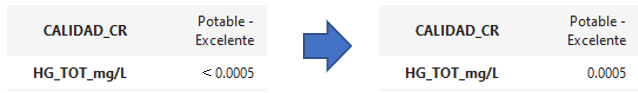 CALIDAD_CR Potable - Excelente
HG_TOT_mg/L < 0.0005
CALIDAD_CR Potable - Excelente
HG_TOT_mg/L 0.0005